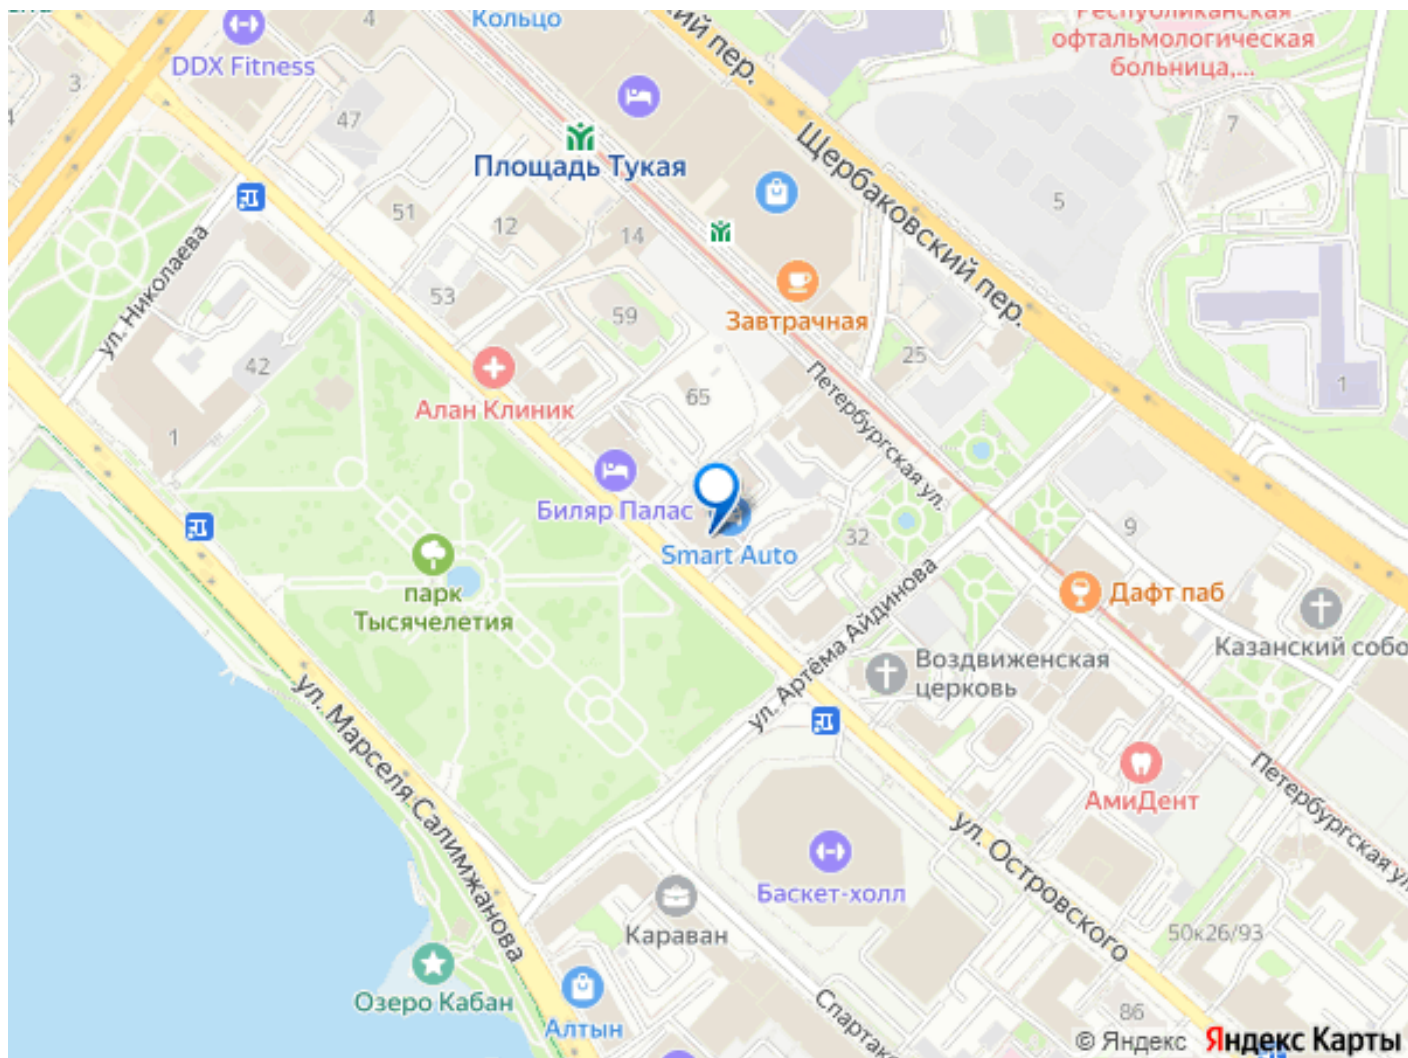 Кольцо
DDX Fitness
4
3
47
пер.
Республиканская
офтальмологическая
больница,...
7
5
Площадь Тукая
Щербаковский пер.
51
12
14
ул. Николаева
53
59
Завтрачная
25
42
65
Петербургская ул.
1
Алан Клиник
1
Биляр Палас
Smart Auto
32
9
парк
Тысячелетия
Дафт паб
Казанский собо
ул. Артёма Айдинова
Воздвиженская
церковь
ул. Марселя Салимжанова
АмиДент
Петербургская ул.
ул. Островского
Баскет-холл
Караван
50к26/93
Озеро Кабан
Алтын
Спартако
86
© Яндекс Яндекс Карты